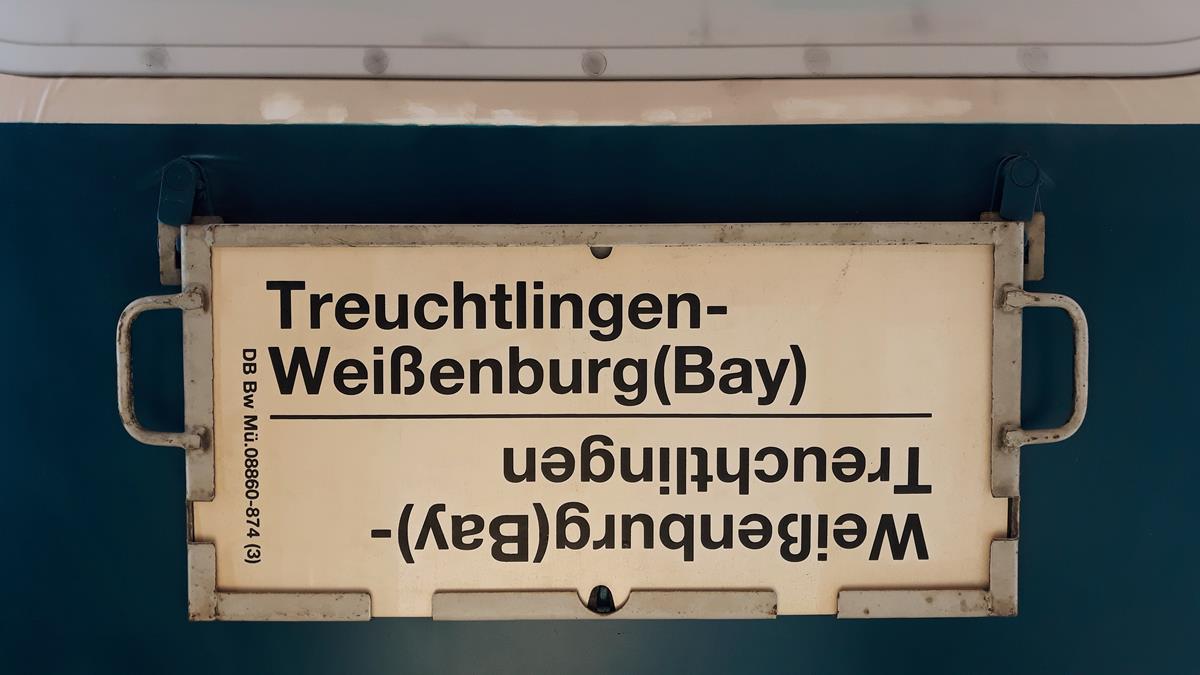 Treuchtlingen-
Weißenburg(Bay)
Weißenburg(Bay)-
Treuchtlingen
DB Bw Mü.08860-874 (3)